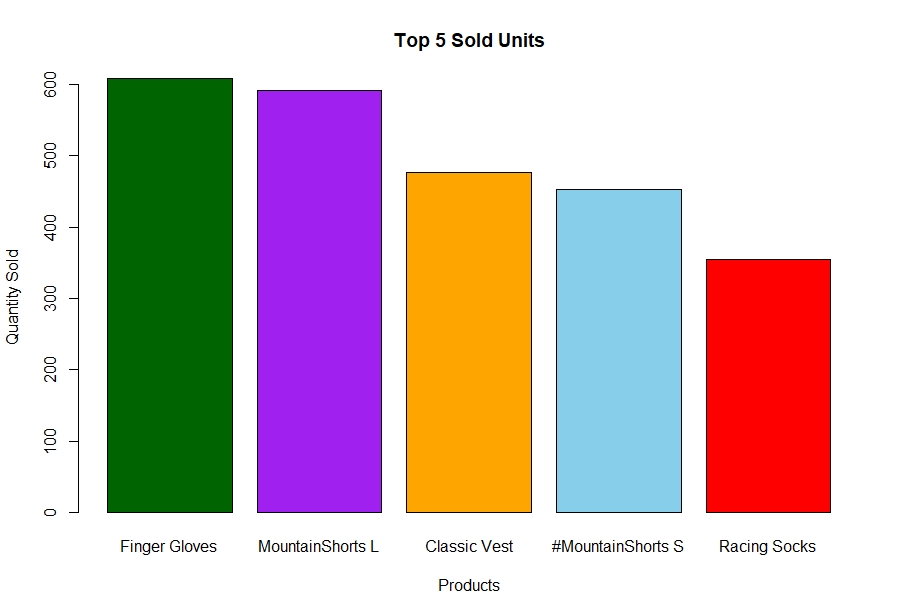 Top 5 Sold Units
Quantity Sold
600
500
400
300
200
100
0
Finger Gloves MountainShorts L Classic Vest #MountainShorts S Racing Socks
Products